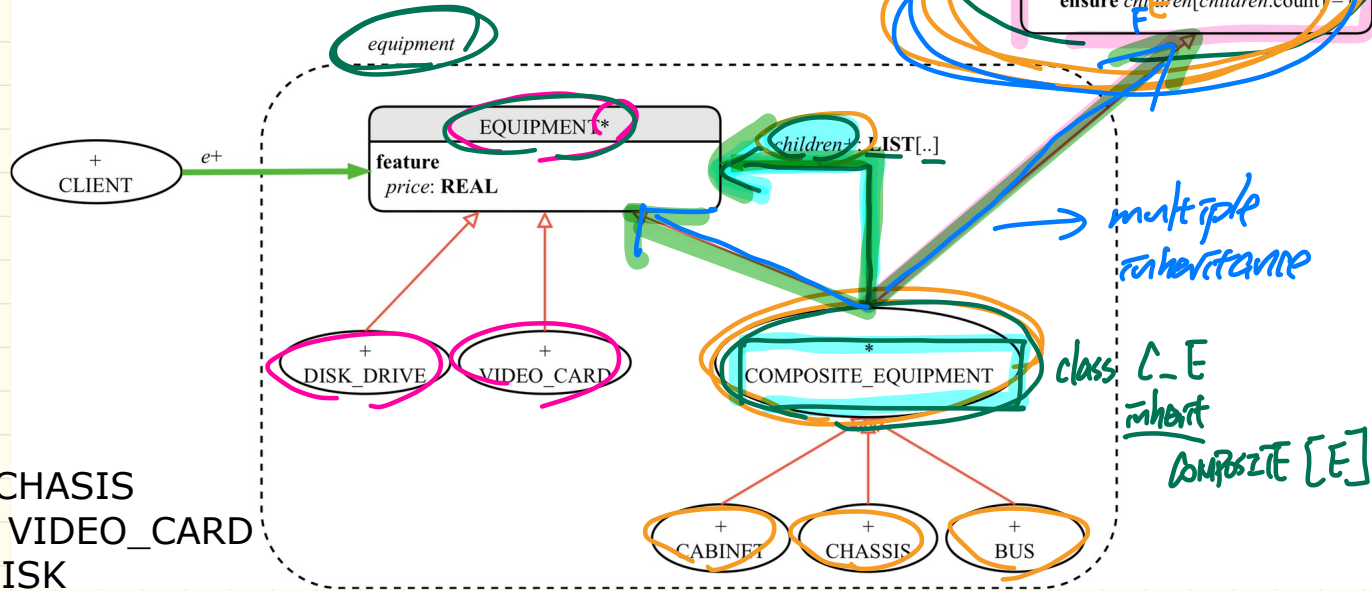 ensure children[children.count] =
E
equipment
EQUIPMENT*
feature
price: REAL
children+: LIST[..]
+
CLIENT
e+
multiple
inheritance
+
DISK_DRIVE
+
VIDEO_CARD
*
COMPOSITE_EQUIPMENT
class C_E
inherit
COMPOSITE [E]
+
CABINET
+
CHASSIS
+
BUS
CHASIS
VIDEO_CARD
ISK